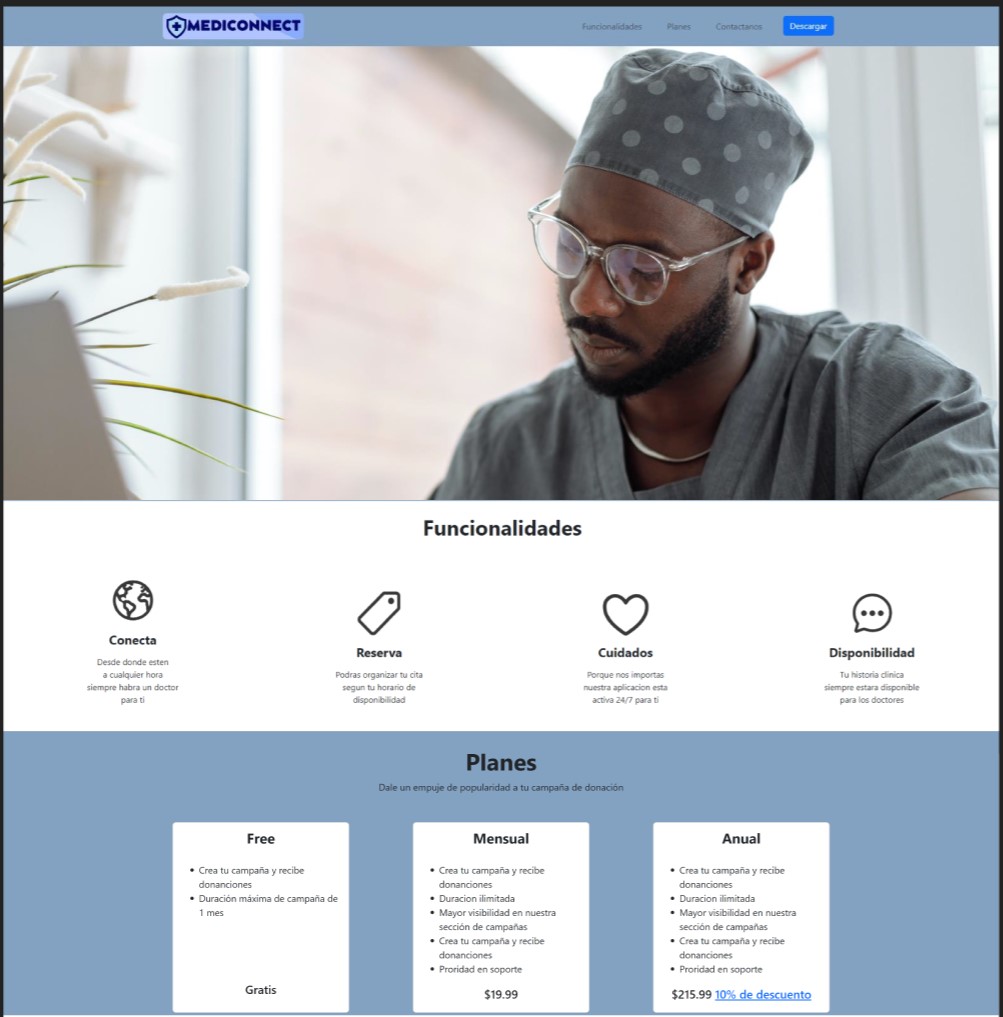 MEDICONNECT
Funcionalidades Planes Contactanos Descargar
Funcionalidades
Conecta
Desde donde esten
a cualquier hora
siempre habra un doctor
para ti
Reserva
Podras organizar tu cita
segun tu horario de
disponibilidad
Cuidados
Porque nos importas
nuestra aplicacion esta
activa 24/7 para ti
Disponibilidad
Tu historia clinica
siempre estara disponible
para los doctores
Planes
Dale un empuje de popularidad a tu campaña de donación
Free
Crea tu campaña y recibe
donanciones
Duración máxima de campaña de
1 mes
Gratis
Mensual
Crea tu campaña y recibe
donanciones
Duracion ilimitada
Mayor visibilidad en nuestra
sección de campañas
Crea tu campaña y recibe
donanciones
Proridad en soporte
$19.99
Anual
Crea tu campaña y recibe
donanciones
Duracion ilimitada
Mayor visibilidad en nuestra
sección de campañas
Crea tu campaña y recibe
donanciones
Proridad en soporte
$215.99 10% de descuento